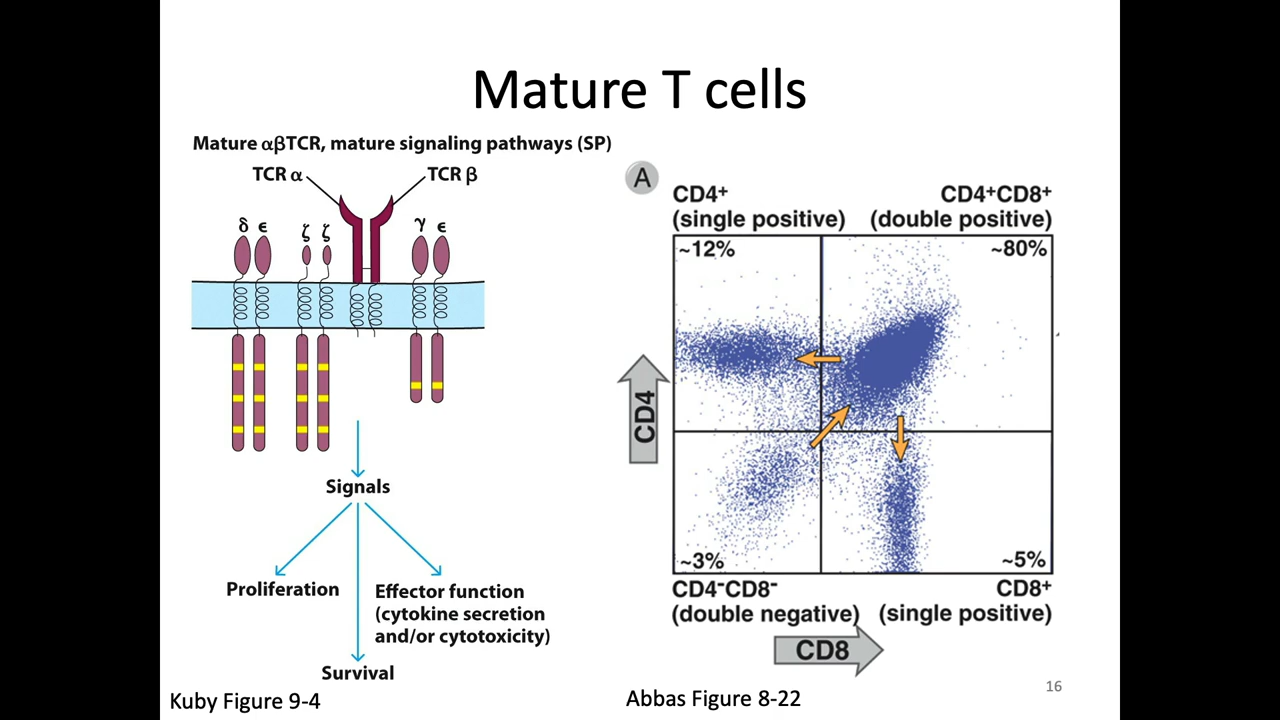 Mature T cells
Mature αβTCR, mature signaling pathways (SP)
TCR α
TCR β
δ ϵ
ζ ζ
γ ϵ
Signals
Proliferation
Effector function
(cytokine secretion
and/or cytotoxicity)
Survival
Kuby Figure 9-4
A
CD4⁺
(single positive)
CD4⁺CD8⁺
(double positive)
~12%
~80%
CD4
~3%
~5%
CD4⁻CD8⁻
(double negative)
CD8⁺
(single positive)
CD8
Abbas Figure 8-22
16